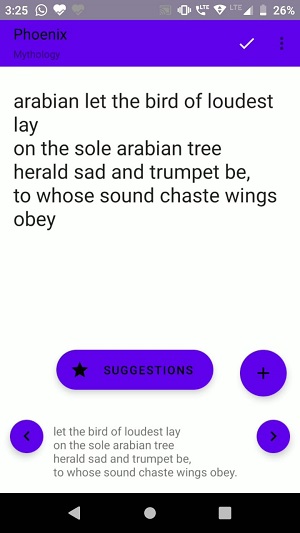 3:25
LTE
LTE
26%
Phoenix
Mythology
arabian let the bird of loudest
lay
on the sole arabian tree
herald sad and trumpet be,
to whose sound chaste wings
obey
SUGGESTIONS
let the bird of loudest lay
on the sole arabian tree
herald sad and trumpet be,
to whose sound chaste wings obey.